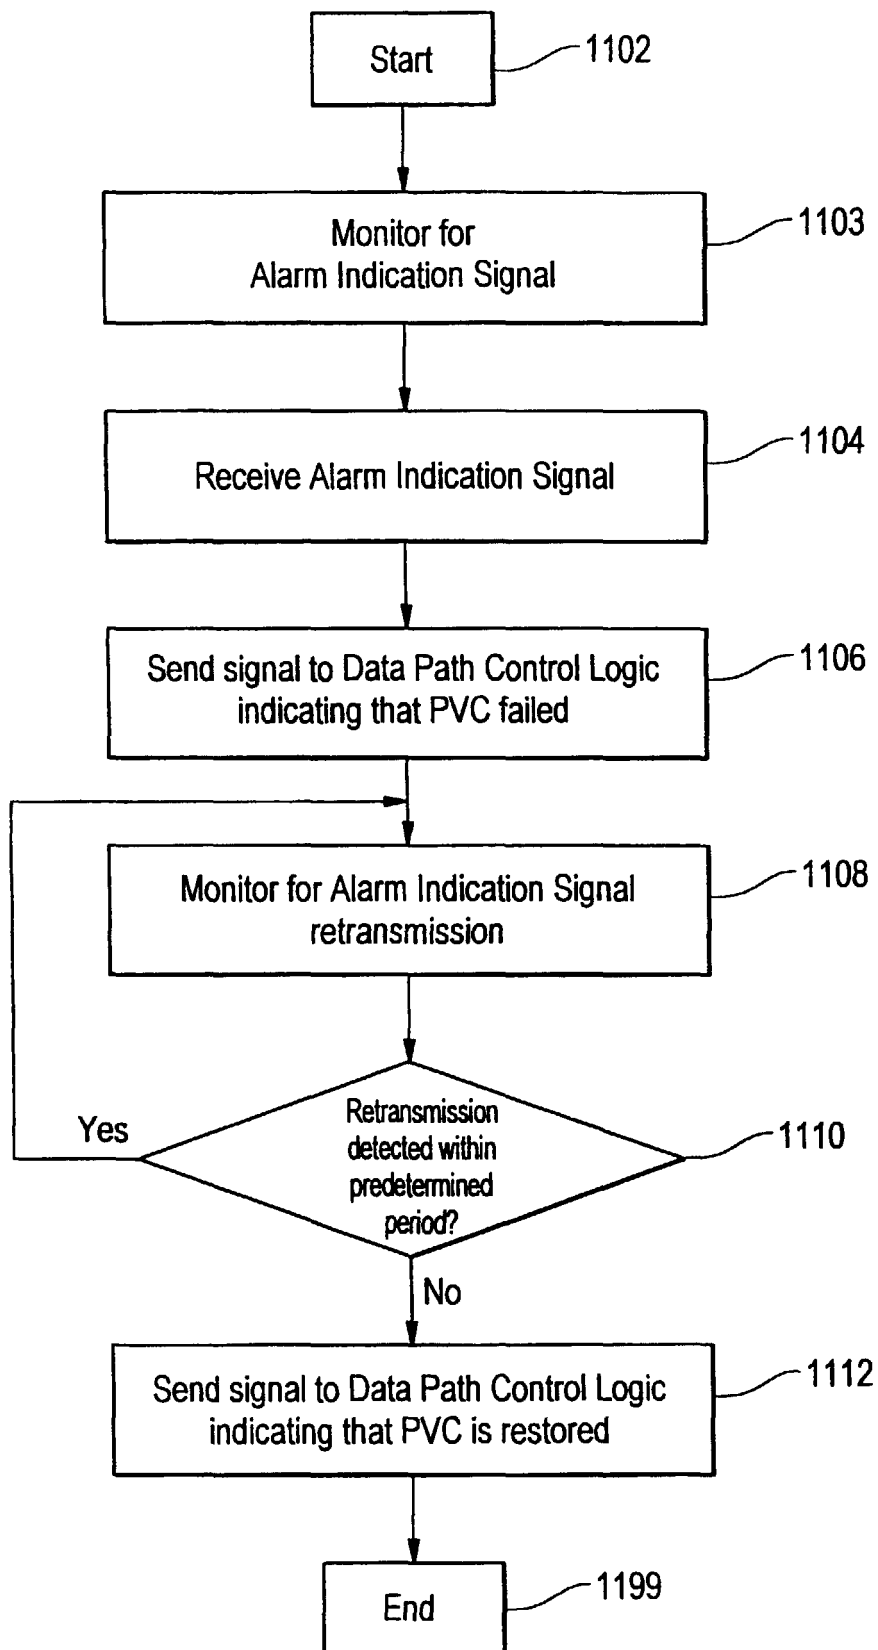 Start
1102
Monitor for
Alarm Indication Signal
1103
Receive Alarm Indication Signal
1104
Send signal to Data Path Control Logic
indicating that PVC failed
1106
Monitor for Alarm Indication Signal
retransmission
1108
Retransmission
detected within
predetermined
period?
1110
Yes
No
Send signal to Data Path Control Logic
indicating that PVC is restored
1112
End
1199